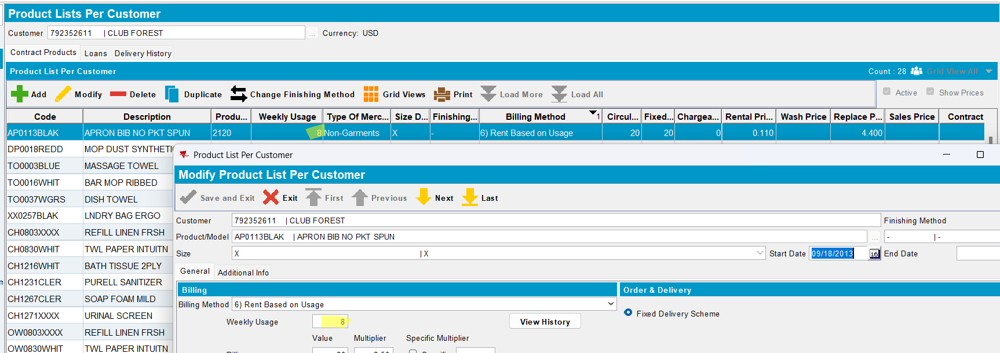 Product Lists Per Customer
Customer 792352611 | CLUB FOREST ... Currency: USD
Contract Products Loans Delivery History
Product List Per Customer Count : 28 Grid View All
Add Modify Delete Duplicate Change Finishing Method Grid Views Print Load More Load All Active Show Prices
Code Description Produ... Weekly Usage Type Of Merc... Size D... Finishing... Billing Method 1 Circul... Fixed... Chargea... Rental Pri... Wash Price Replace P... Sales Price Contract
AP0113BLAK APRON BIB NO PKT SPUN 2120 8 Non-Garments X - 6) Rent Based on Usage 20 20 0 0.110 4.400
DP0018REDD MOP DUST SYNTHETIC
TO0003BLUE MASSAGE TOWEL
TO0016WHIT BAR MOP RIBBED
TO0037WGRS DISH TOWEL
XX0257BLAK LNDRY BAG ERGO
CH0803XXXX REFILL LINEN FRSH
CH0830WHIT TWL PAPER INTUITN
CH1216WHIT BATH TISSUE 2PLY
CH1231CLER PURELL SANITIZER
CH1267CLER SOAP FOAM MILD
CH1271XXXX URINAL SCREEN
OW0803XXXX REFILL LINEN FRSH
OW0830WHIT TWL PAPER INTUITN
Product List Per Customer
Modify Product List Per Customer
Save and Exit Exit First Previous Next Last
Customer 792352611 | CLUB FOREST Finishing Method
Product/Model AP0113BLAK | APRON BIB NO PKT SPUN ... - | -
Size X | X Start Date 09/18/2013 16 End Date
General Additional Info
Billing Order & Delivery
Billing Method 6) Rent Based on Usage
Fixed Delivery Scheme
Weekly Usage 8 View History
Value Multiplier Specific Multiplier